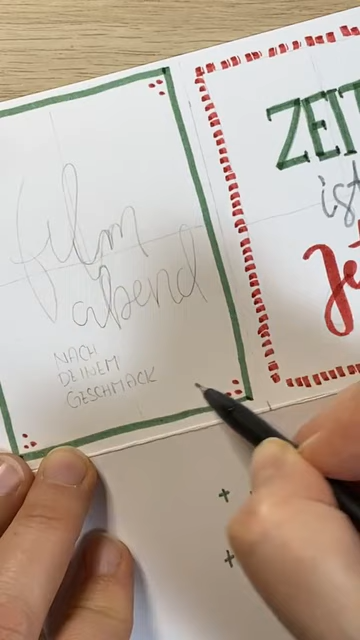 film
abend
NACH
DEINEM
GESCHMACK
ZEIT
ist
Je